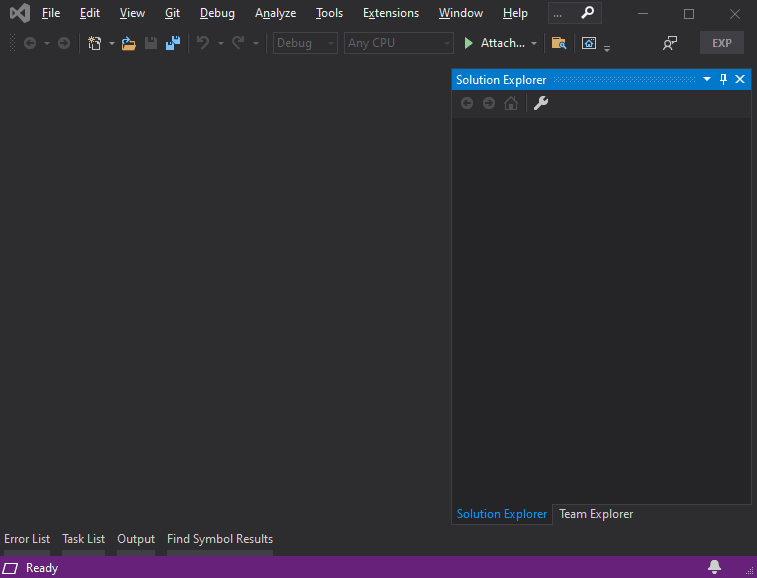 File Edit View Git Debug Analyze Tools Extensions Window Help ...
Debug Any CPU Attach... EXP
Solution Explorer
Solution Explorer Team Explorer
Error List Task List Output Find Symbol Results
Ready